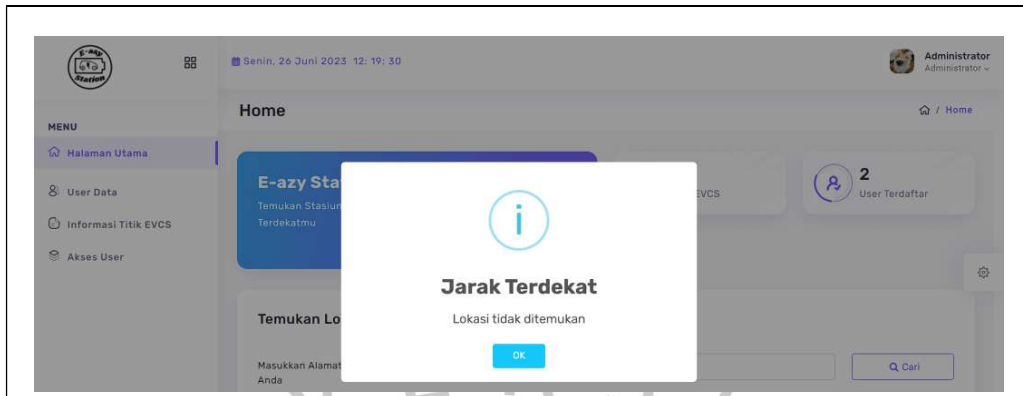 E-azy
Station
Senin, 26 Juni 2023 12: 19: 30
Administrator
Administrator
Home
/ Home
MENU
Halaman Utama
User Data
Informasi Titik EVCS
Akses User
E-azy Sta
Temukan Stasiun
Terdekatmu
EVCS
2
User Terdaftar
i
Jarak Terdekat
Lokasi tidak ditemukan
OK
Temukan Lo
Masukkan Alamat
Anda
Cari